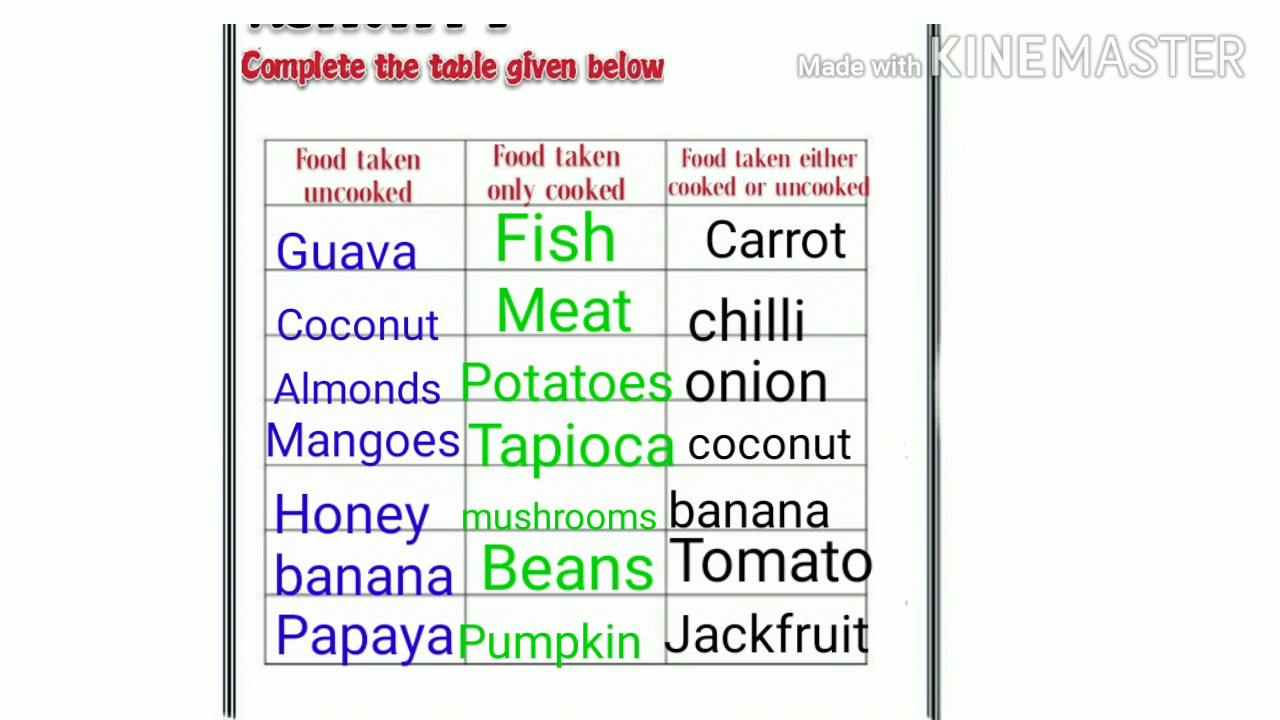 Complete the table given below
Made with KINEMASTER
Food taken uncooked
Food taken only cooked
Food taken either cooked or uncooked
Guava Fish Carrot
Coconut Meat chilli
Almonds Potatoes onion
Mangoes Tapioca coconut
Honey mushrooms banana
banana Beans Tomato
Papaya Pumpkin Jackfruit